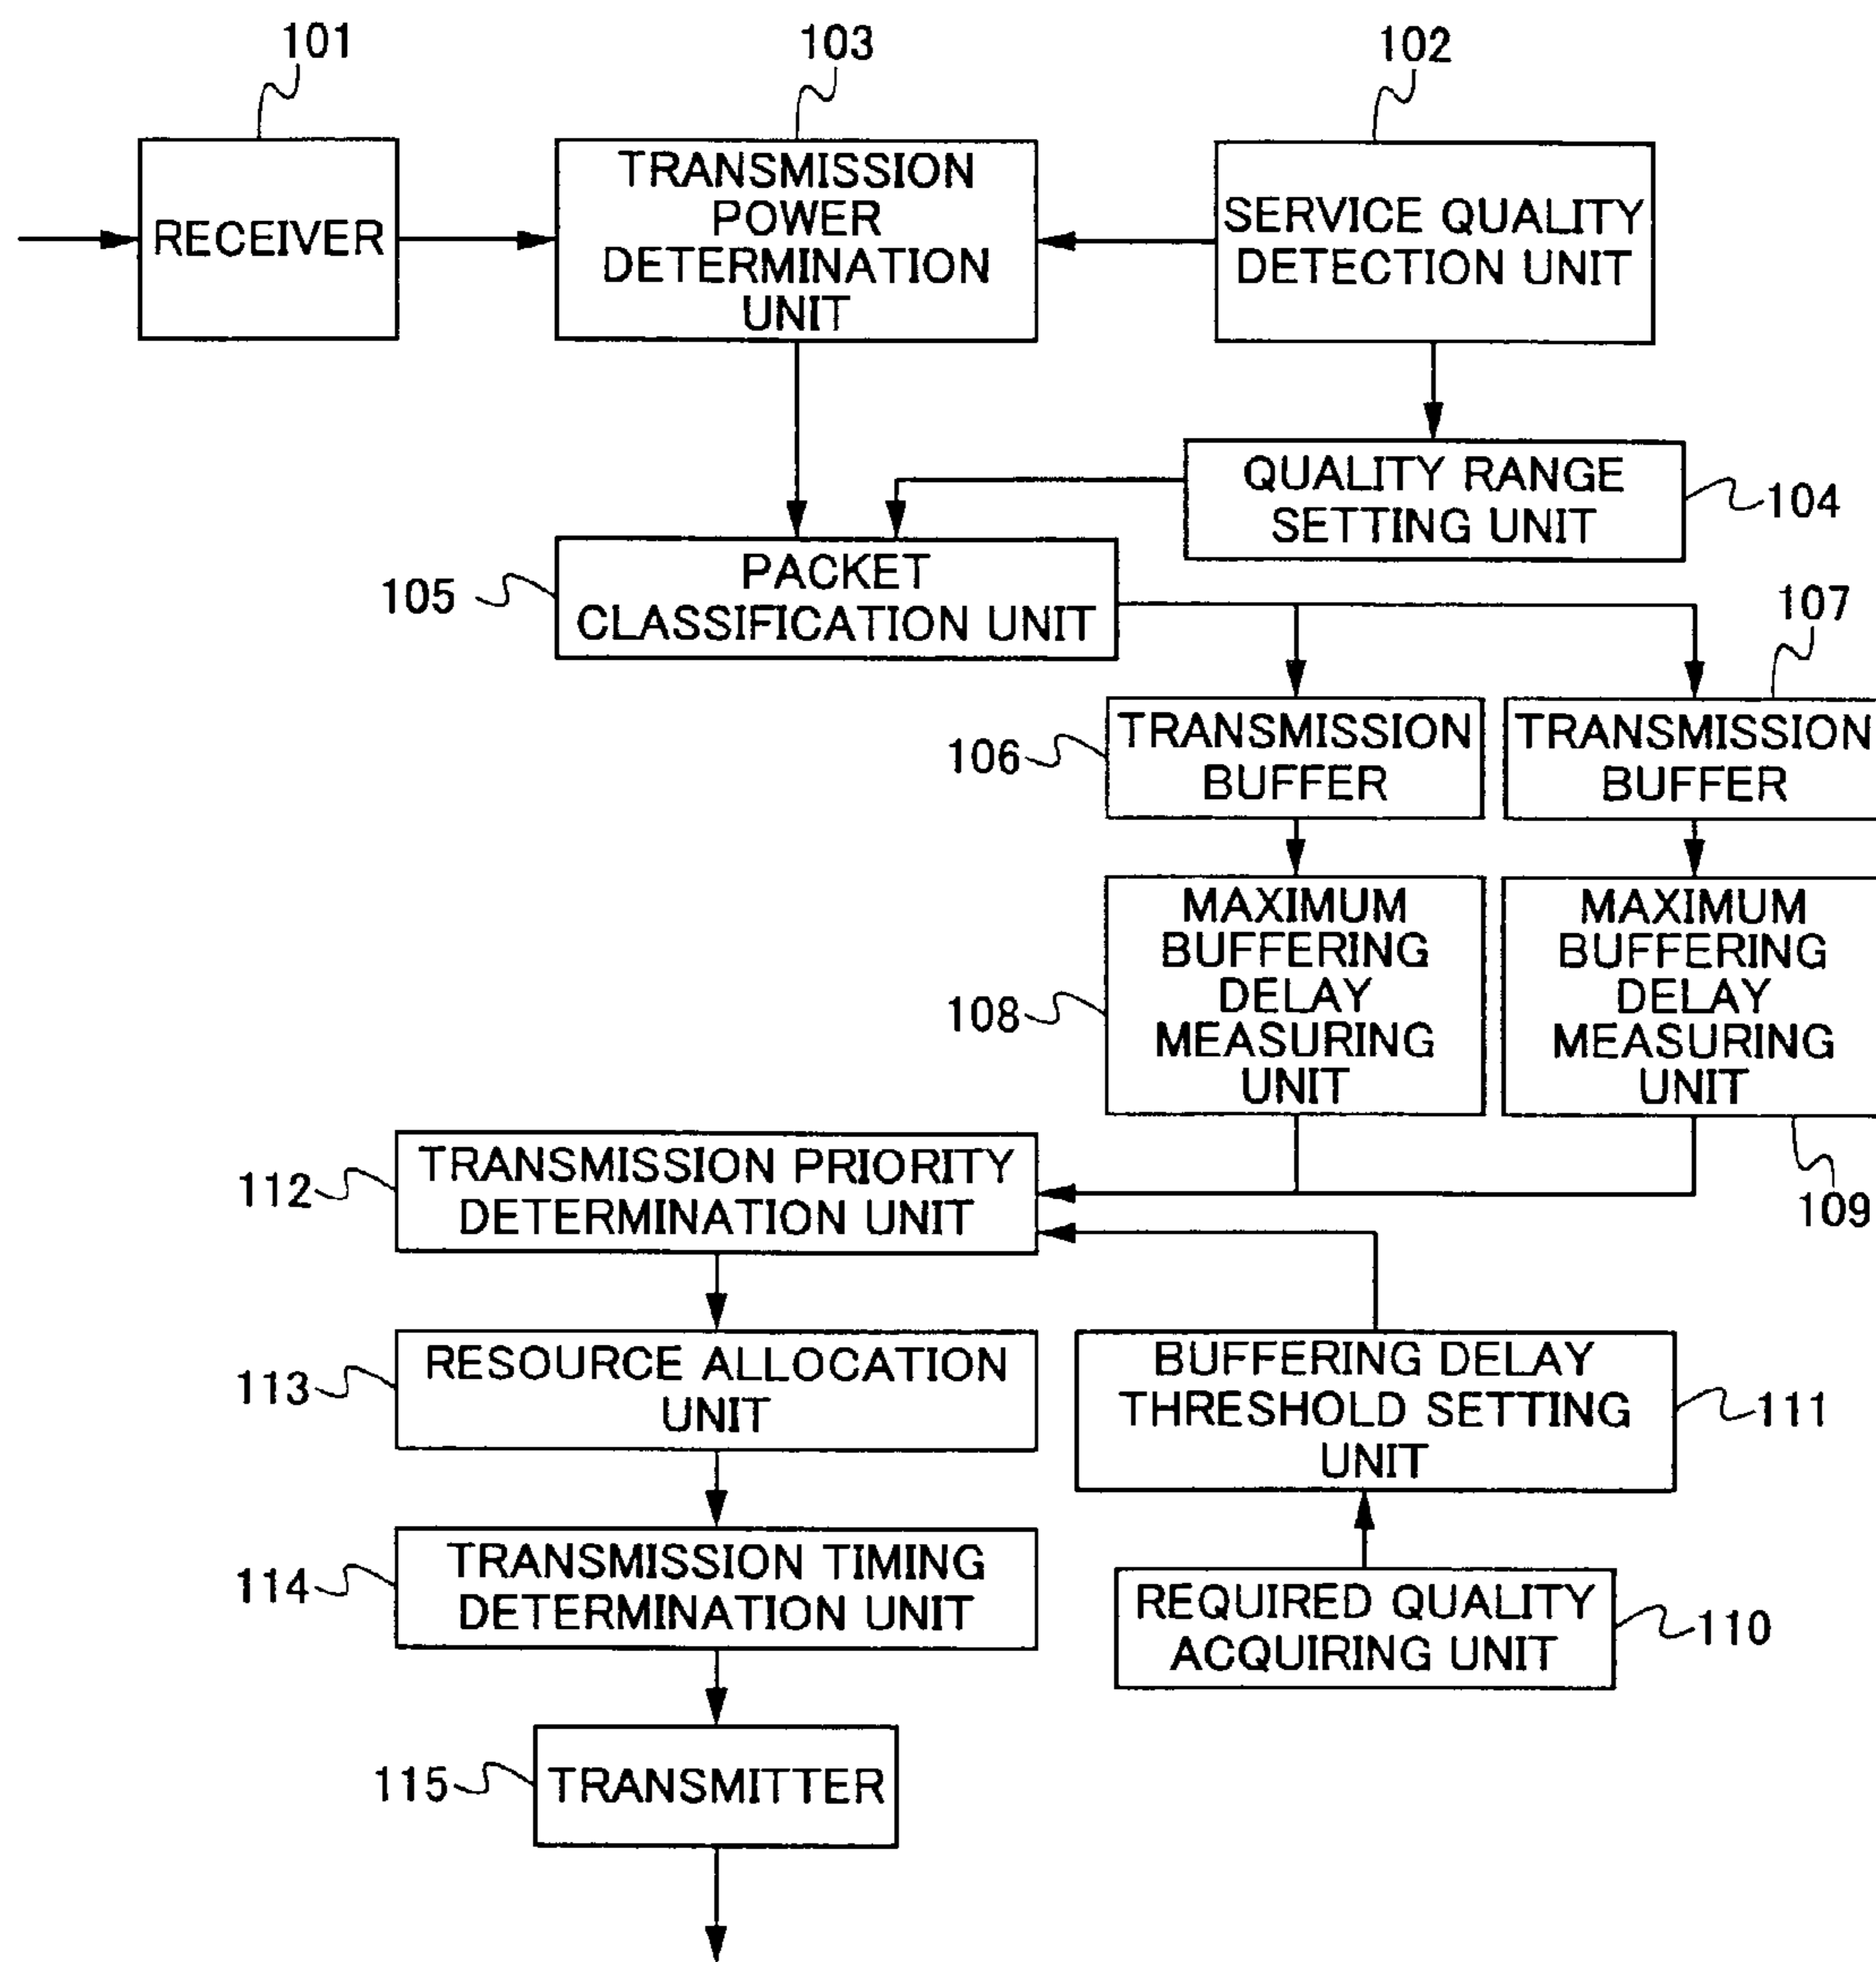 101
103
102
RECEIVER
TRANSMISSION
POWER
DETERMINATION
UNIT
SERVICE QUALITY
DETECTION UNIT
QUALITY RANGE
SETTING UNIT
104
105
PACKET
CLASSIFICATION UNIT
107
106
TRANSMISSION
BUFFER
TRANSMISSION
BUFFER
108
MAXIMUM
BUFFERING
DELAY
MEASURING
UNIT
MAXIMUM
BUFFERING
DELAY
MEASURING
UNIT
109
112
TRANSMISSION PRIORITY
DETERMINATION UNIT
113
RESOURCE ALLOCATION
UNIT
BUFFERING DELAY
THRESHOLD SETTING
UNIT
111
114
TRANSMISSION TIMING
DETERMINATION UNIT
REQUIRED QUALITY
ACQUIRING UNIT
110
115
TRANSMITTER